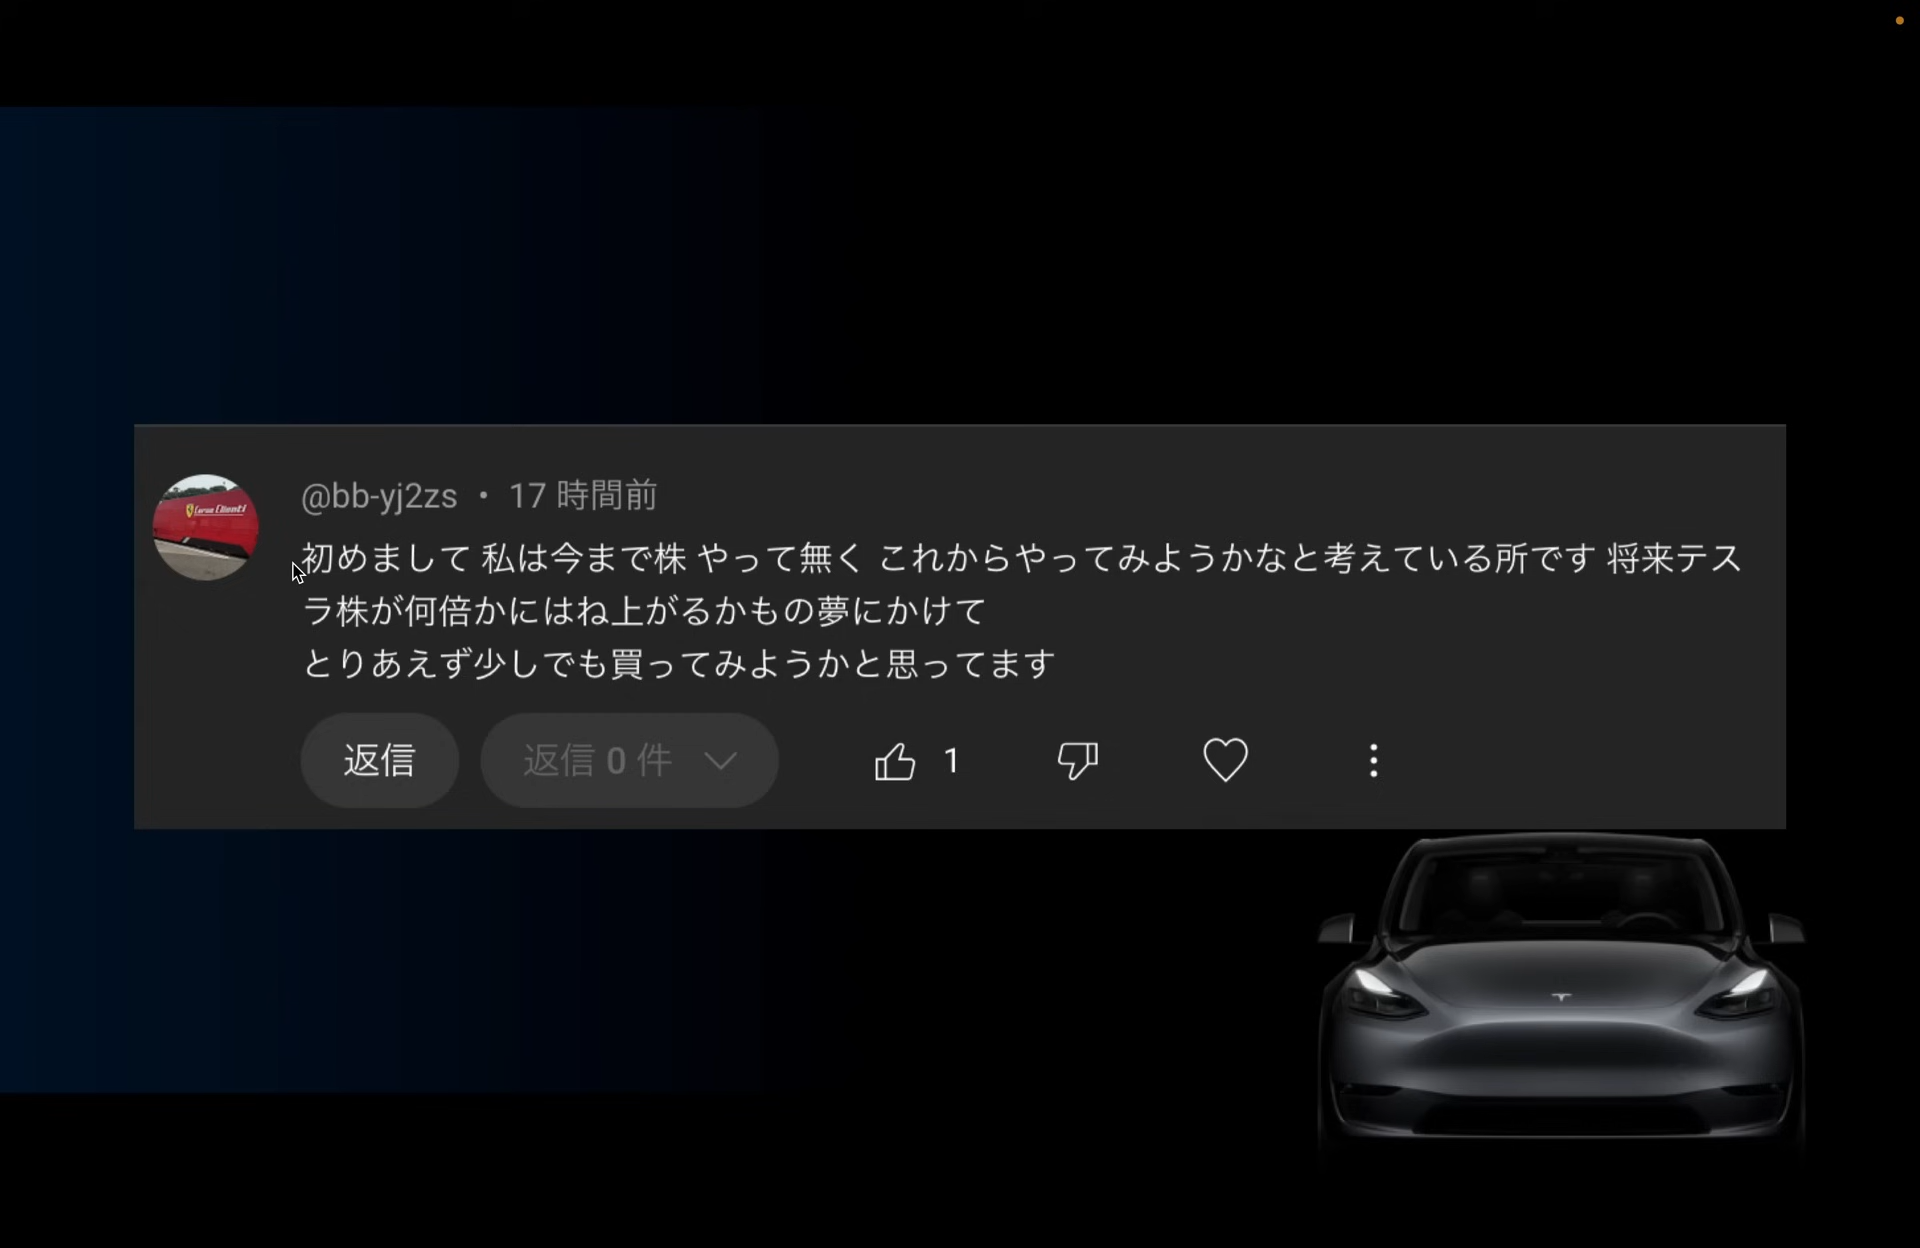 @bb-yj2zs • 17 時間前
初めまして 私は今まで株 やって無く これからやってみようかなと考えている所です 将来テス
ラ株が何倍かにはね上がるかもの夢にかけて
とりあえず少しでも買ってみようかと思ってます
返信 返信 0 件 1
Corse Clienti